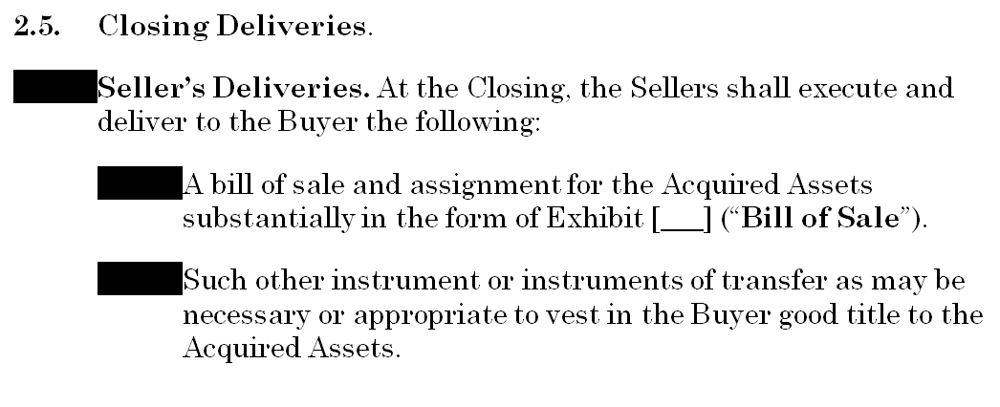 2.5. Closing Deliveries.
Seller’s Deliveries. At the Closing, the Sellers shall execute and
deliver to the Buyer the following:
A bill of sale and assignment for the Acquired Assets
substantially in the form of Exhibit [___] (“Bill of Sale”).
Such other instrument or instruments of transfer as may be
necessary or appropriate to vest in the Buyer good title to the
Acquired Assets.